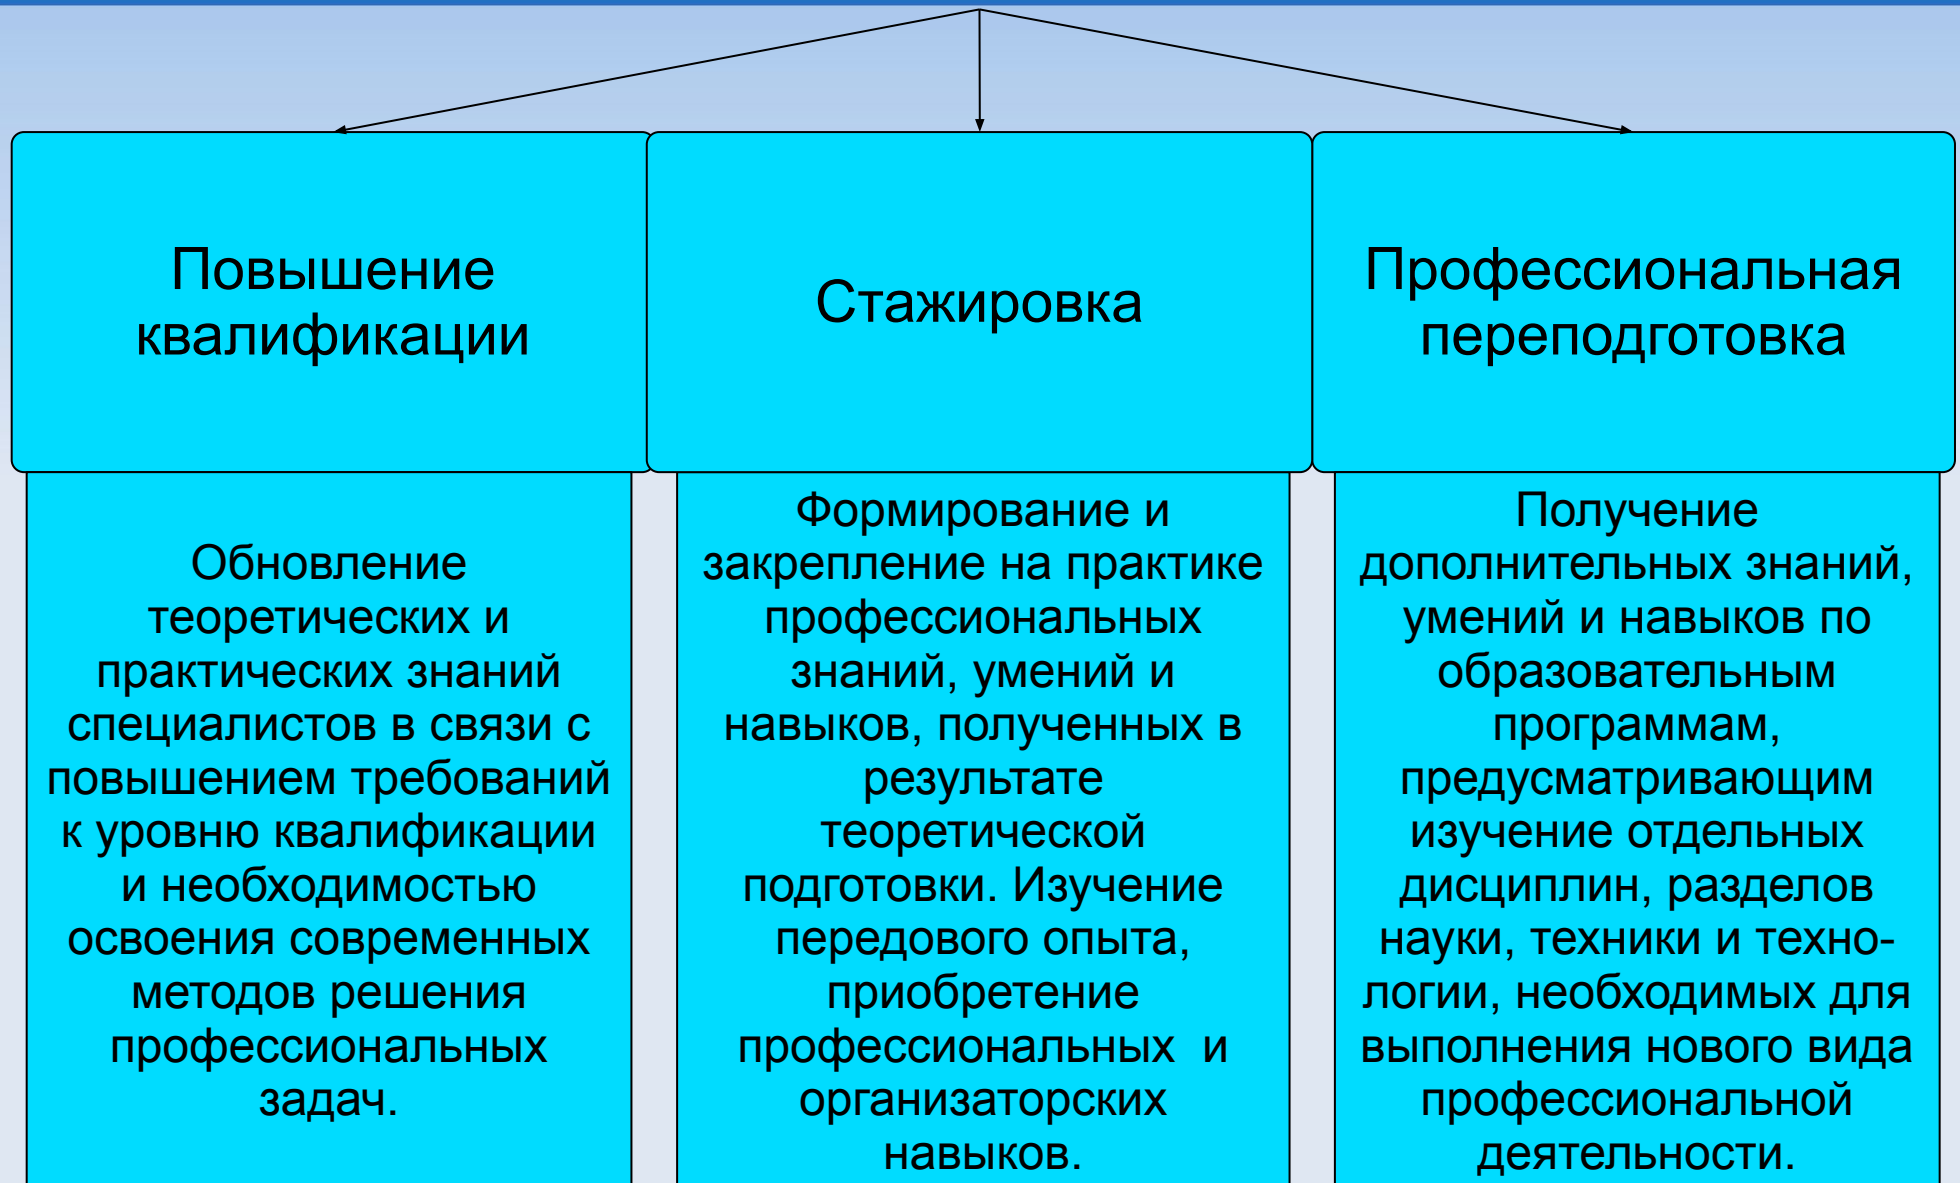 Повышение
квалификации
Стажировка
Профессиональная
переподготовка
Обновление
теоретических и
практических знаний
специалистов в связи с
повышением требований
к уровню квалификации
и необходимостью
освоения современных
методов решения
профессиональных
задач.
Формирование и
закрепление на практике
профессиональных
знаний, умений и
навыков, полученных в
результате
теоретической
подготовки. Изучение
передового опыта,
приобретение
профессиональных  и
организаторских
навыков.
Получение
дополнительных знаний,
умений и навыков по
образовательным
программам,
предусматривающим
изучение отдельных
дисциплин, разделов
науки, техники и техно-
логии, необходимых для
выполнения нового вида
профессиональной
деятельности.